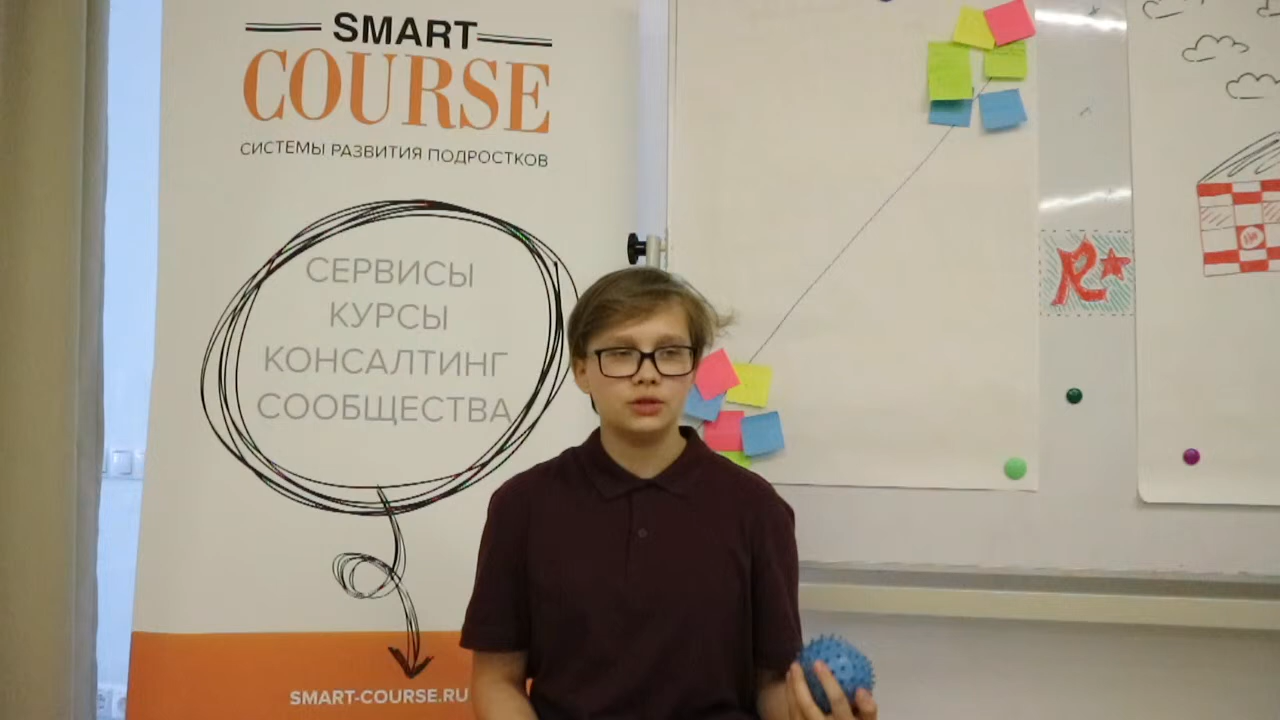 SMART
COURSE
СИСТЕМЫ РАЗВИТИЯ ПОДРОСТКОВ
СЕРВИСЫ
КУРСЫ
КОНСАЛТИНГ
СООБЩЕСТВА
SMART-COURSE.RU
R